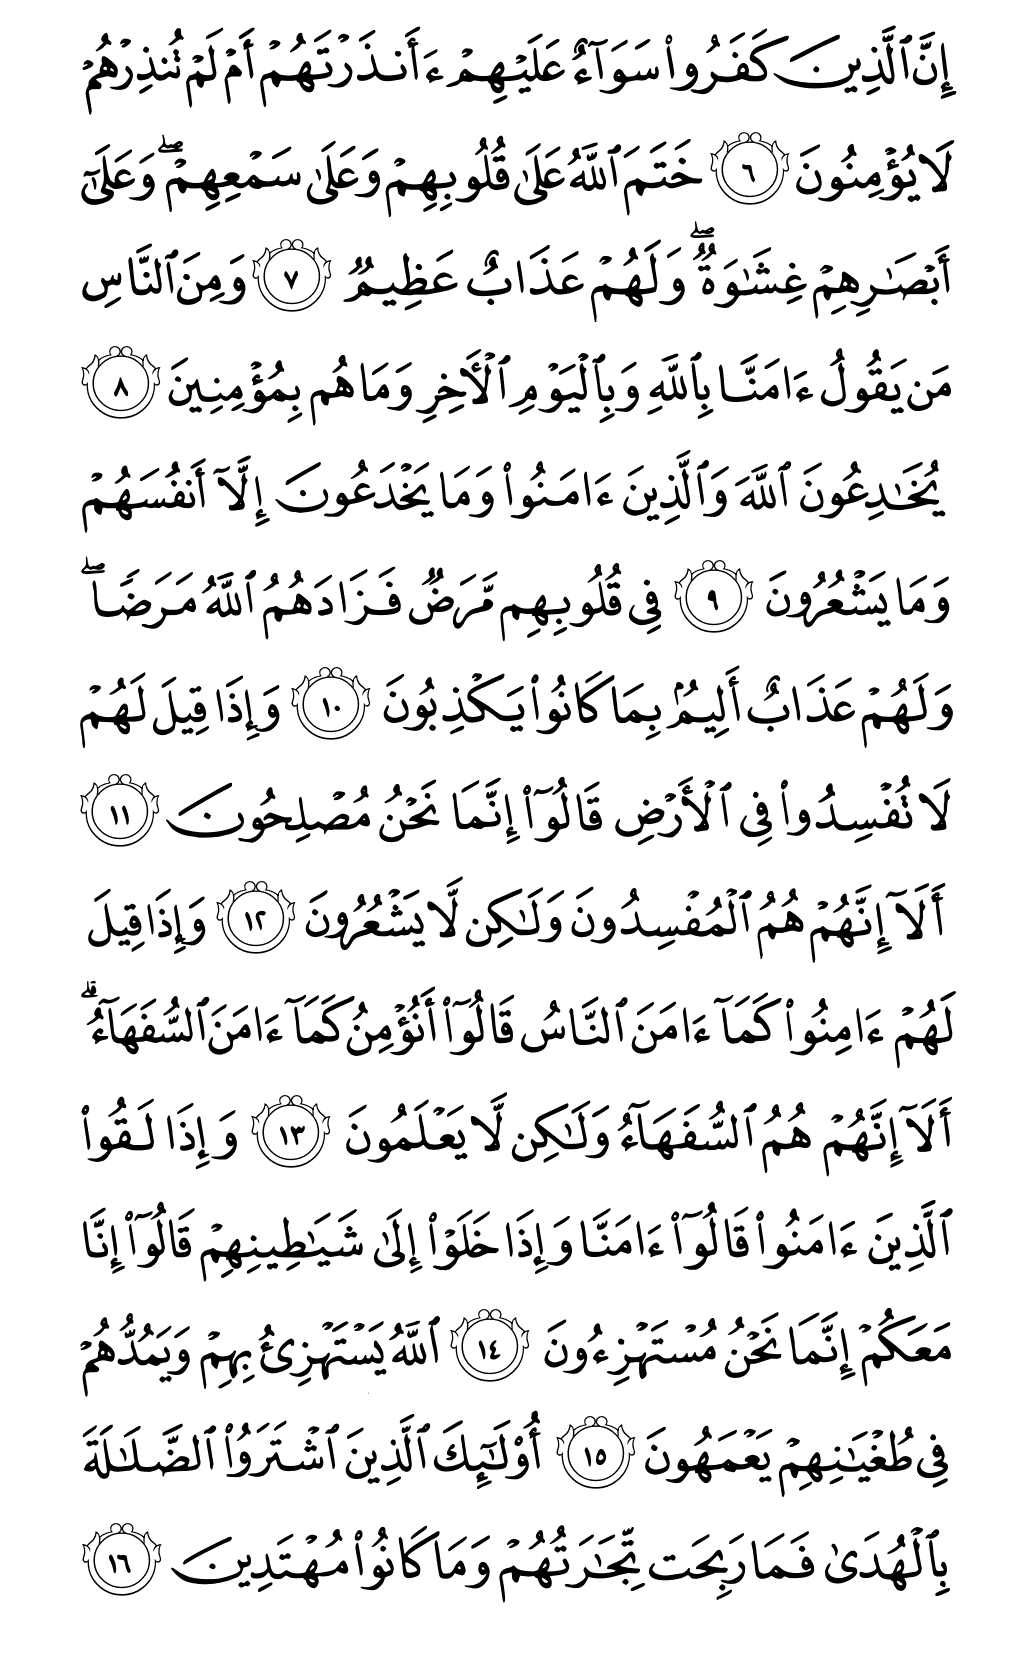 إِنَّ ٱلَّذِينَ كَفَرُوا۟ سَوَآءٌ عَلَيْهِمْ ءَأَنذَرْتَهُمْ أَمْ لَمْ تُنذِرْهُمْ
لَا يُؤْمِنُونَ ٦ خَتَمَ ٱللَّهُ عَلَىٰ قُلُوبِهِمْ وَعَلَىٰ سَمْعِهِمْ ۖ وَعَلَىٰٓ
أَبْصَـٰرِهِمْ غِشَـٰوَةٌ ۖ وَلَهُمْ عَذَابٌ عَظِيمٌ ٧ وَمِنَ ٱلنَّاسِ
مَن يَقُولُ ءَامَنَّا بِٱللَّهِ وَبِٱلْيَوْمِ ٱلْـَٔاخِرِ وَمَا هُم بِمُؤْمِنِينَ ٨
يُخَـٰدِعُونَ ٱللَّهَ وَٱلَّذِينَ ءَامَنُوا۟ وَمَا يَخْدَعُونَ إِلَّآ أَنفُسَهُمْ
وَمَا يَشْعُرُونَ ٩ فِى قُلُوبِهِم مَّرَضٌ فَزَادَهُمُ ٱللَّهُ مَرَضًا ۖ
وَلَهُمْ عَذَابٌ أَلِيمٌۢ بِمَا كَانُوا۟ يَكْذِبُونَ ١٠ وَإِذَا قِيلَ لَهُمْ
لَا تُفْسِدُوا۟ فِى ٱلْأَرْضِ قَالُوٓا۟ إِنَّمَا نَحْنُ مُصْلِحُونَ ١١
أَلَآ إِنَّهُمْ هُمُ ٱلْمُفْسِدُونَ وَلَـٰكِن لَّا يَشْعُرُونَ ١٢ وَإِذَا قِيلَ
لَهُمْ ءَامِنُوا۟ كَمَآ ءَامَنَ ٱلنَّاسُ قَالُوٓا۟ أَنُؤْمِنُ كَمَآ ءَامَنَ ٱلسُّفَهَآءُ ۗ
أَلَآ إِنَّهُمْ هُمُ ٱلسُّفَهَآءُ وَلَـٰكِن لَّا يَعْلَمُونَ ١٣ وَإِذَا لَقُوا۟
ٱلَّذِينَ ءَامَنُوا۟ قَالُوٓا۟ ءَامَنَّا وَإِذَا خَلَوْا۟ إِلَىٰ شَيَـٰطِينِهِمْ قَالُوٓا۟ إِنَّا
مَعَكُمْ إِنَّمَا نَحْنُ مُسْتَهْزِءُونَ ١٤ ٱللَّهُ يَسْتَهْزِئُ بِهِمْ وَيَمُدُّهُمْ
فِى طُغْيَـٰنِهِمْ يَعْمَهُونَ ١٥ أُو۟لَـٰٓئِكَ ٱلَّذِينَ ٱشْتَرَوُا۟ ٱلضَّلَـٰلَةَ
بِٱلْهُدَىٰ فَمَا رَبِحَت تِّجَـٰرَتُهُمْ وَمَا كَانُوا۟ مُهْتَدِينَ ١٦